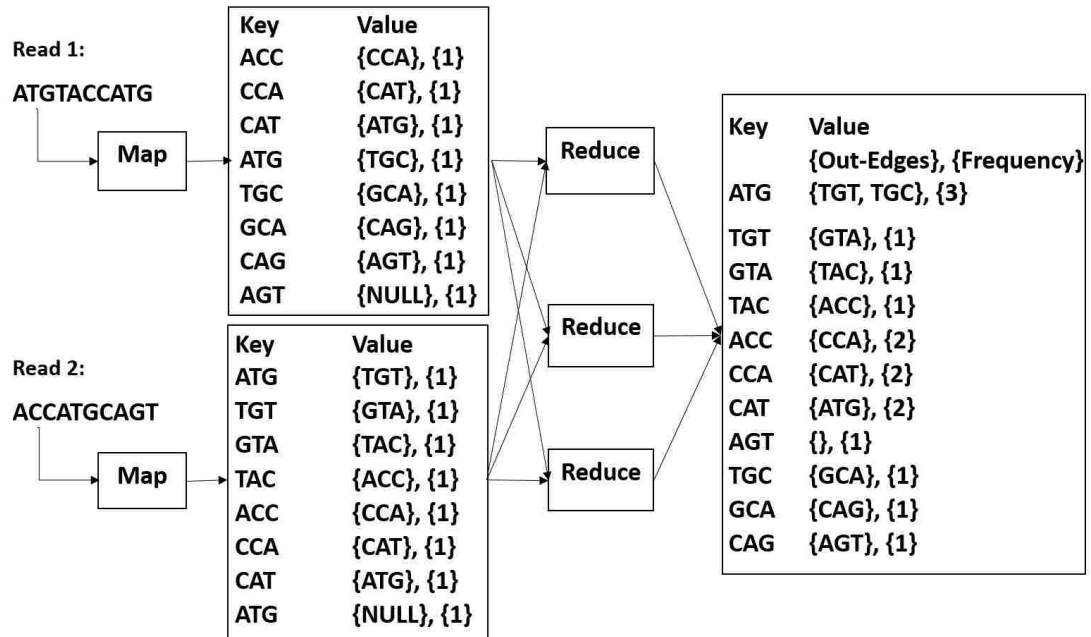 Read 1:
ATGTACCATG
Map
Key Value
ACC {CCA}, {1}
CCA {CAT}, {1}
CAT {ATG}, {1}
ATG {TGC}, {1}
TGC {GCA}, {1}
GCA {CAG}, {1}
CAG {AGT}, {1}
AGT {NULL}, {1}
Read 2:
ACCATGCAGT
Map
Key Value
ATG {TGT}, {1}
TGT {GTA}, {1}
GTA {TAC}, {1}
TAC {ACC}, {1}
ACC {CCA}, {1}
CCA {CAT}, {1}
CAT {ATG}, {1}
ATG {NULL}, {1}
Reduce
Reduce
Reduce
Key Value
{Out-Edges}, {Frequency}
ATG {TGT, TGC}, {3}
TGT {GTA}, {1}
GTA {TAC}, {1}
TAC {ACC}, {1}
ACC {CCA}, {2}
CCA {CAT}, {2}
CAT {ATG}, {2}
AGT {}, {1}
TGC {GCA}, {1}
GCA {CAG}, {1}
CAG {AGT}, {1}